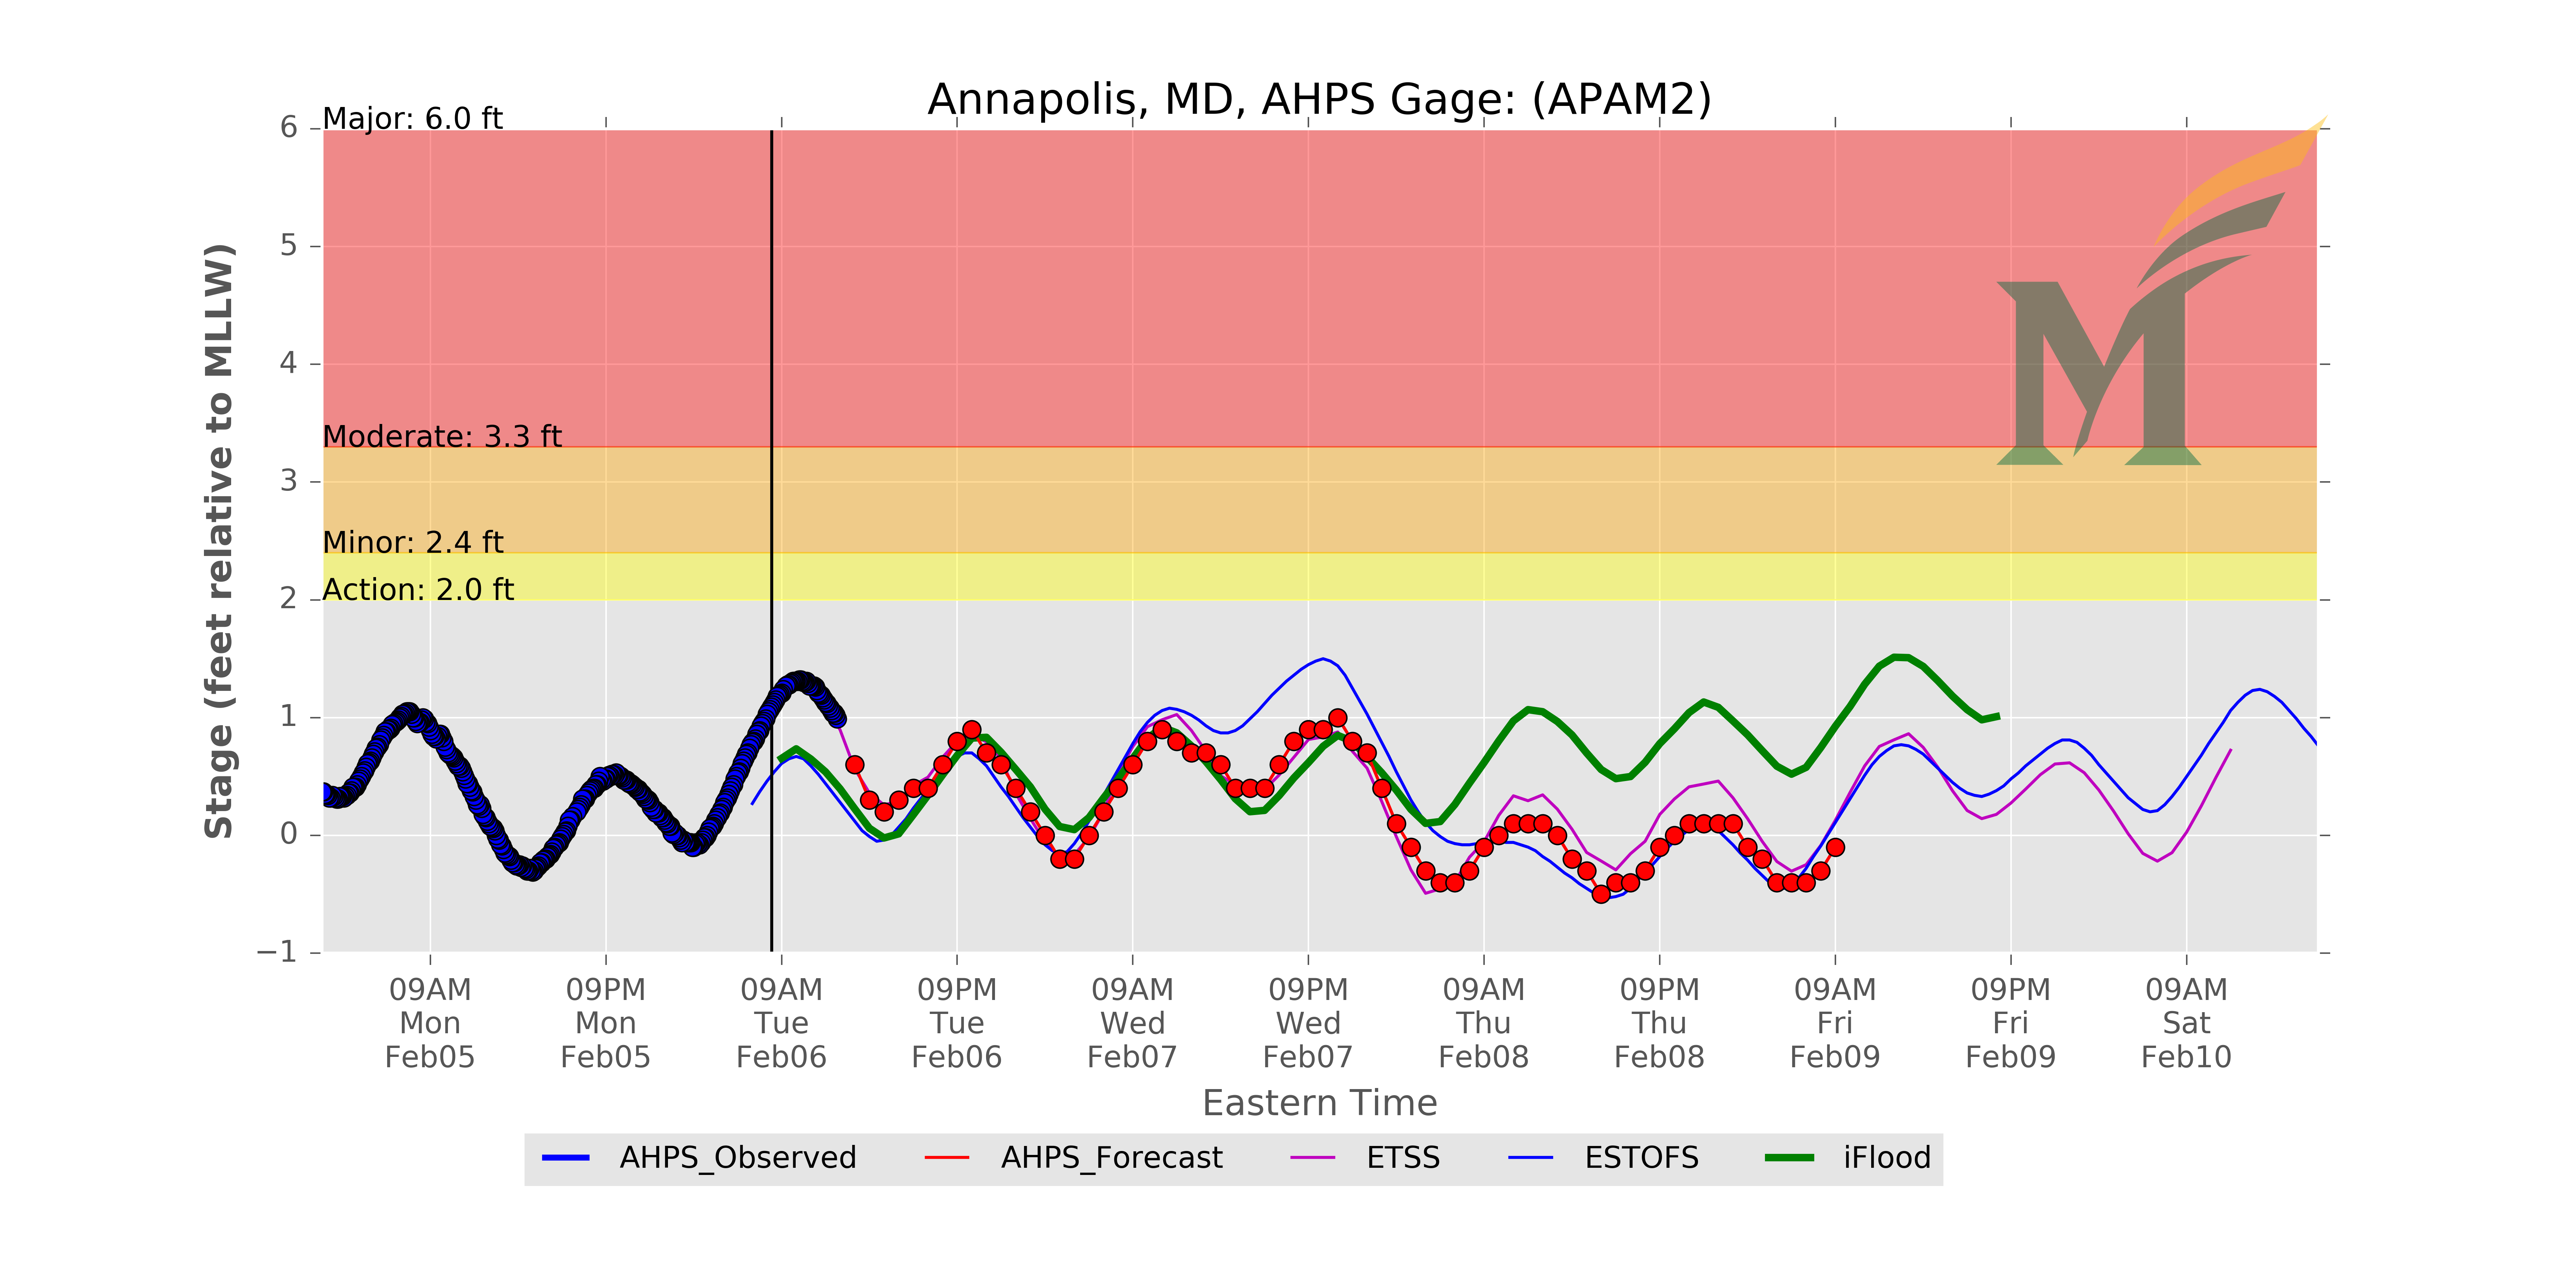 Annapolis, MD, AHPS Gage: (APAM2)
Major: 6.0 ft
Moderate: 3.3 ft
Minor: 2.4 ft
Action: 2.0 ft
Stage (feet relative to MLLW)
6
5
4
3
2
1
0
−1
09AM Mon Feb05
09PM Mon Feb05
09AM Tue Feb06
09PM Tue Feb06
09AM Wed Feb07
09PM Wed Feb07
09AM Thu Feb08
09PM Thu Feb08
09AM Fri Feb09
09PM Fri Feb09
09AM Sat Feb10
Eastern Time
AHPS_Observed AHPS_Forecast ETSS ESTOFS iFlood
M